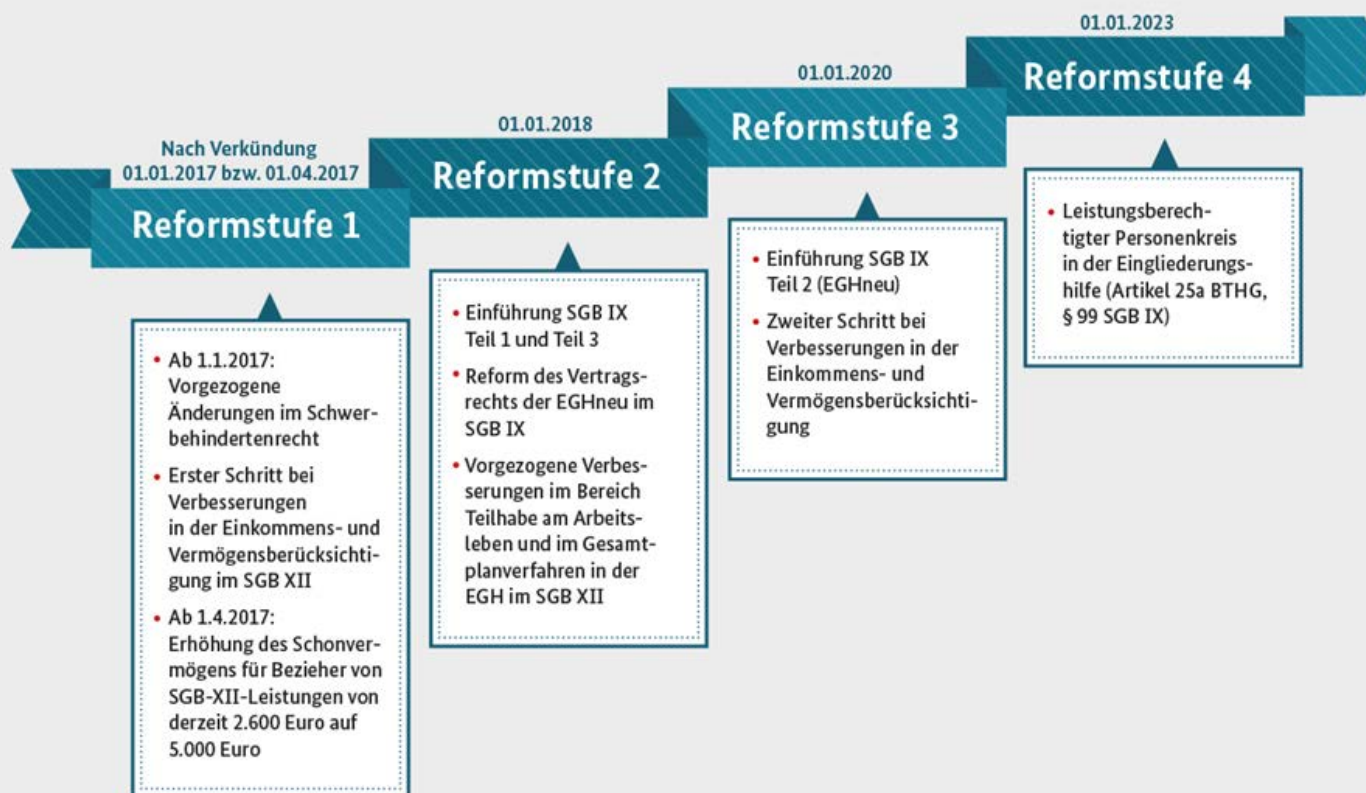 Nach Verkündung
01.01.2017 bzw. 01.04.2017
Reformstufe 1
• Ab 1.1.2017:
Vorgezogene
Änderungen im Schwer-
behindertenrecht
• Erster Schritt bei
Verbesserungen
in der Einkommens- und
Vermögensberücksichti-
gung im SGB XII
• Ab 1.4.2017:
Erhöhung des Schonver-
mögens für Bezieher von
SGB-XII-Leistungen von
derzeit 2.600 Euro auf
5.000 Euro
01.01.2018
Reformstufe 2
• Einführung SGB IX
Teil 1 und Teil 3
• Reform des Vertrags-
rechts der EGHneu im
SGB IX
• Vorgezogene Verbes-
serungen im Bereich
Teilhabe am Arbeits-
leben und im Gesamt-
planverfahren in der
EGH im SGB XII
01.01.2020
Reformstufe 3
• Einführung SGB IX
Teil 2 (EGHneu)
• Zweiter Schritt bei
Verbesserungen in der
Einkommens- und
Vermögensberücksichti-
gung
01.01.2023
Reformstufe 4
• Leistungsberech-
tigter Personenkreis
in der Eingliederungs-
hilfe (Artikel 25a BTHG,
§ 99 SGB IX)